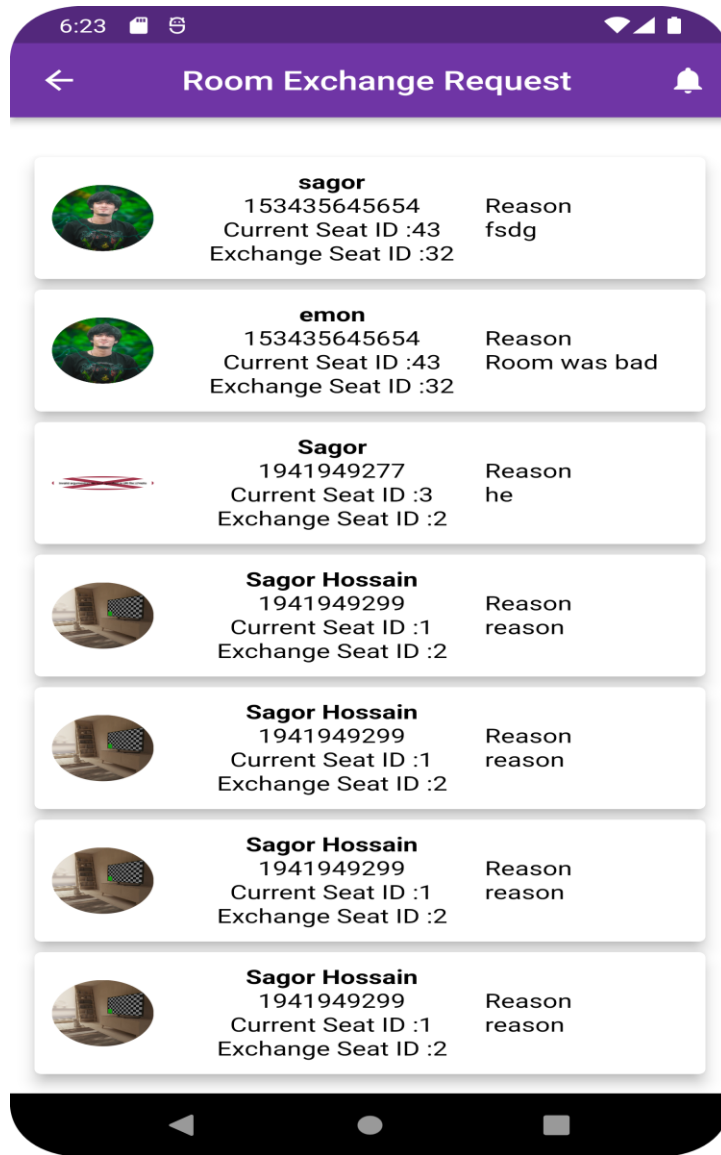 6:23
Room Exchange Request
sagor
153435645654
Current Seat ID :43
Exchange Seat ID :32
Reason
fsdg
emon
153435645654
Current Seat ID :43
Exchange Seat ID :32
Reason
Room was bad
Sagor
1941949277
Current Seat ID :3
Exchange Seat ID :2
Reason
he
Sagor Hossain
1941949299
Current Seat ID :1
Exchange Seat ID :2
Reason
reason
Sagor Hossain
1941949299
Current Seat ID :1
Exchange Seat ID :2
Reason
reason
Sagor Hossain
1941949299
Current Seat ID :1
Exchange Seat ID :2
Reason
reason
Sagor Hossain
1941949299
Current Seat ID :1
Exchange Seat ID :2
Reason
reason